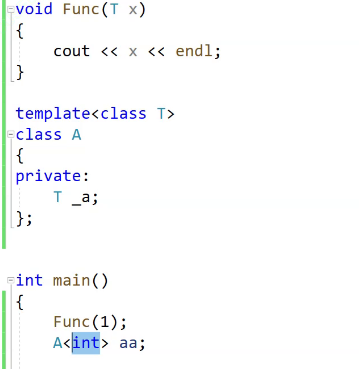 void Func(T x)
{
    cout << x << endl;
}

template<class T>
class A
{
private:
    T _a;
};

int main()
{
    Func(1);
    A<int> aa;